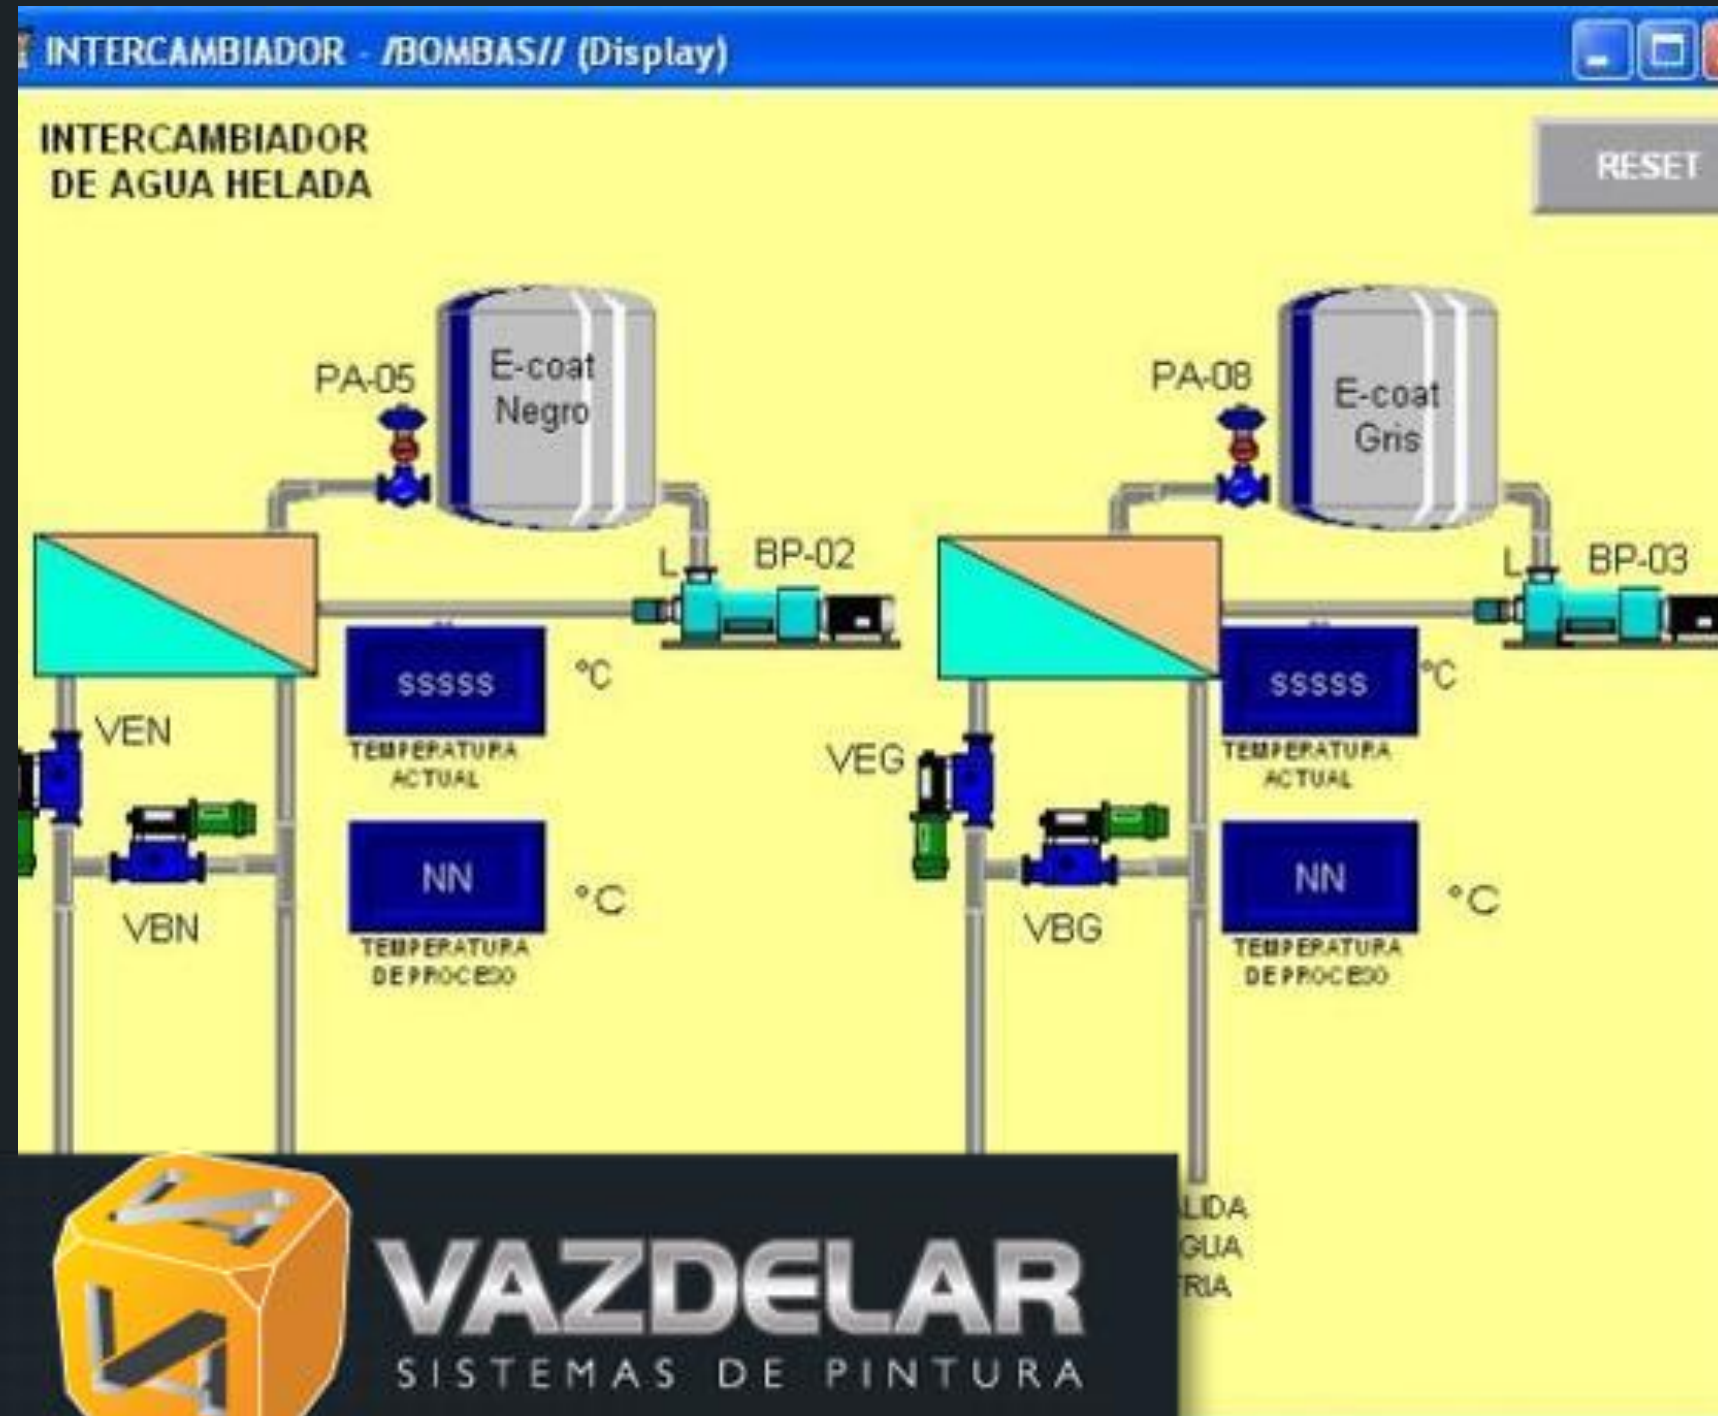 INTERCAMBIADOR - /BOMBAS// (Display)
INTERCAMBIADOR
DE AGUA HELADA
RESET
PA-05
E-coat
Negro
L
BP-02
SSSSS
°C
TEMPERATURA
ACTUAL
VEN
VBN
NN
°C
TEMPERATURA
DE PROCESO
PA-08
E-coat
Gris
L
BP-03
SSSSS
°C
TEMPERATURA
ACTUAL
VEG
VBG
NN
°C
TEMPERATURA
DE PROCESO
LIDA
GUA
FRIA
VAZDELAR
SISTEMAS DE PINTURA